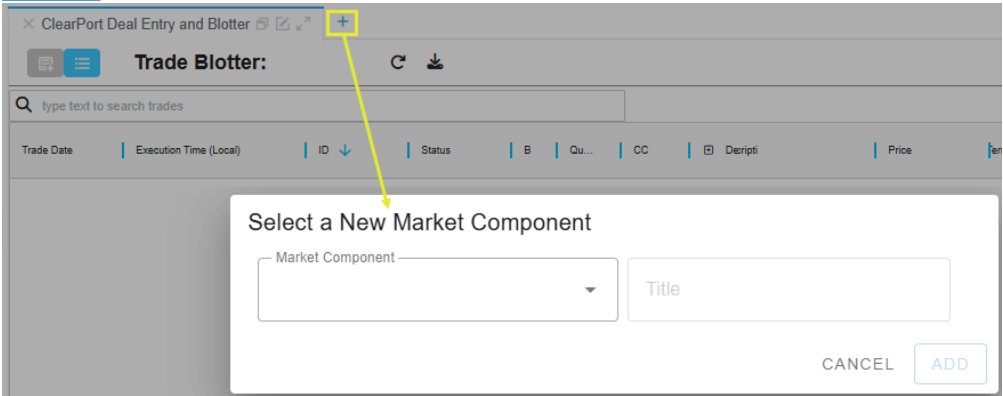 ClearPort Deal Entry and Blotter
Trade Blotter:
type text to search trades
Trade Date Execution Time (Local) ID Status B Qu... CC Decripti Price
Select a New Market Component
Market Component
Title
CANCEL ADD